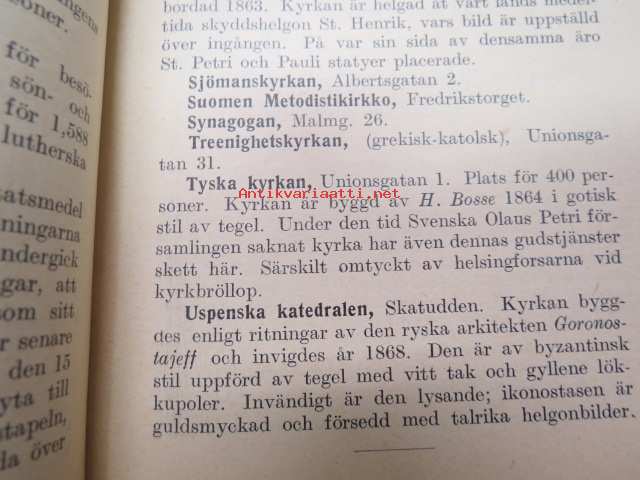 ngens
soner.
för besö-
sön- och
för 1,588
lutherska
tatsmedel
ningarna
ndergick
gar, att
om sitt
r senare
den 15
yta till
stapeln,
da över
bordad 1863. Kyrkan är helgad åt vårt lands medel-
tida skyddshelgon St. Henrik, vars bild är uppställd
över ingången. På var sin sida av densamma äro
St. Petri och Pauli statyer placerade.
Sjömanskyrkan, Albertsgatan 2.
Suomen Metodistikirkko, Fredrikstorget.
Synagogan, Malmg. 26.
Treenighetskyrkan, (grekisk-katolsk), Unionsga-
tan 31.
Antikvariaatti.net
Tyska kyrkan, Unionsgatan 1. Plats för 400 per-
soner. Kyrkan är byggd av H. Bosse 1864 i gotisk
stil av tegel. Under den tid Svenska Olaus Petri för-
samlingen saknat kyrka har även dennas gudstjänster
skett här. Särskilt omtyckt av helsingforsarna vid
kyrkbröllop.
Uspenska katedralen, Skatudden. Kyrkan bygg-
des enligt ritningar av den ryska arkitekten Goronos-
tajeff och invigdes år 1868. Den är av byzantinsk
stil uppförd av tegel med vitt tak och gyllene lök-
kupoler. Invändigt är den lysande; ikonostasen är
guldsmyckad och försedd med talrika helgonbilder.